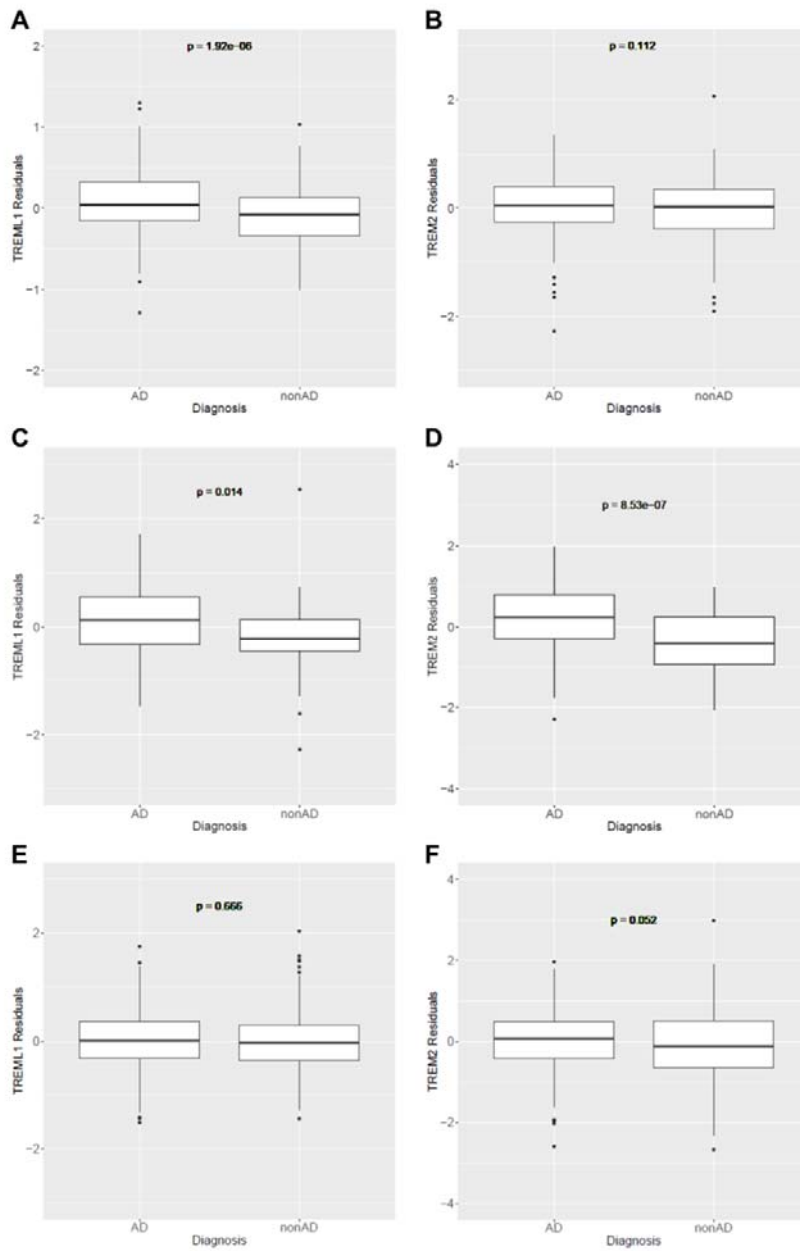 A
p = 1.92e−06
2
1
0
−1
−2
TREML1 Residuals
AD
nonAD
Diagnosis
B
p = 0.112
2
0
−2
TREM2 Residuals
AD
nonAD
Diagnosis
C
p = 0.014
2
0
−2
TREML1 Residuals
AD
nonAD
Diagnosis
D
p = 8.53e−07
4
2
0
−2
−4
TREM2 Residuals
AD
nonAD
Diagnosis
E
p = 0.666
2
0
−2
TREML1 Residuals
AD
nonAD
Diagnosis
F
p = 0.052
4
2
0
−2
−4
TREM2 Residuals
AD
nonAD
Diagnosis